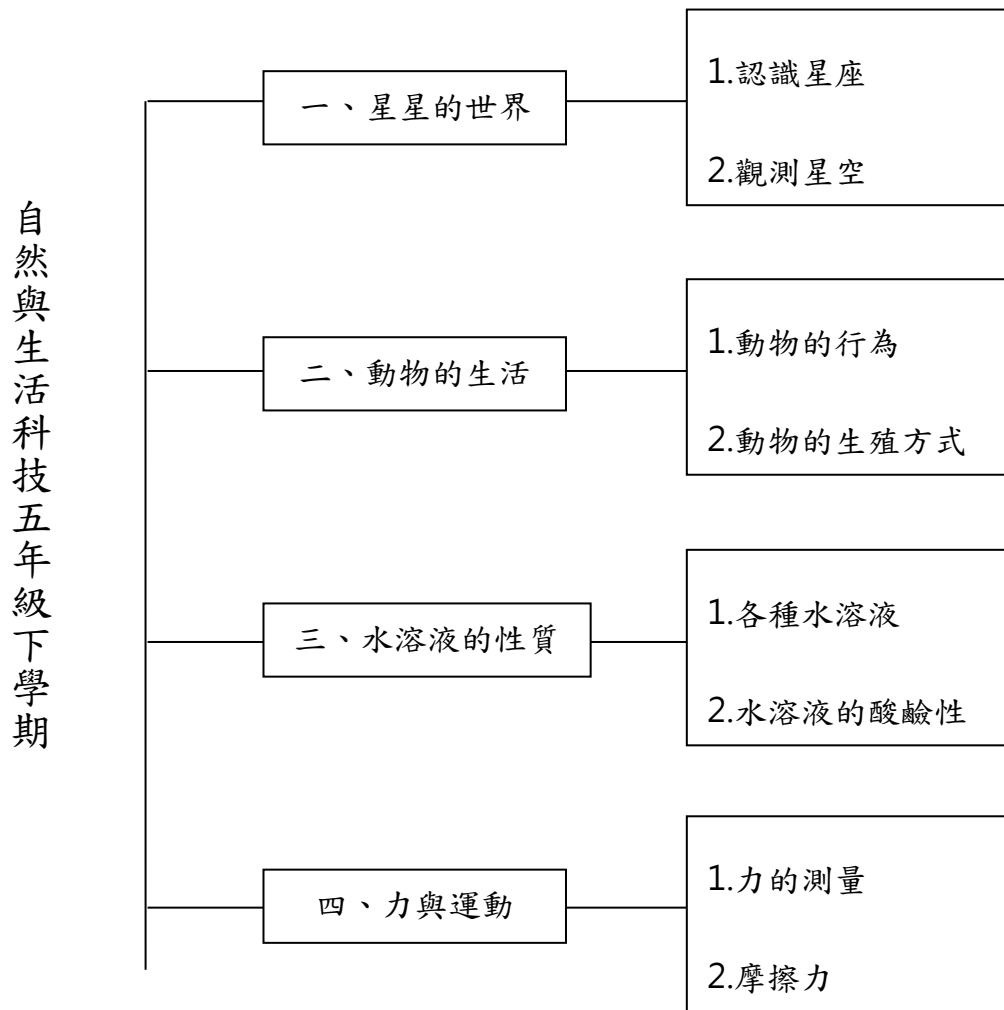 自然與生活科技五年級下學期
一、星星的世界
1.認識星座
2.觀測星空
二、動物的生活
1.動物的行為
2.動物的生殖方式
三、水溶液的性質
1.各種水溶液
2.水溶液的酸鹼性
四、力與運動
1.力的測量
2.摩擦力